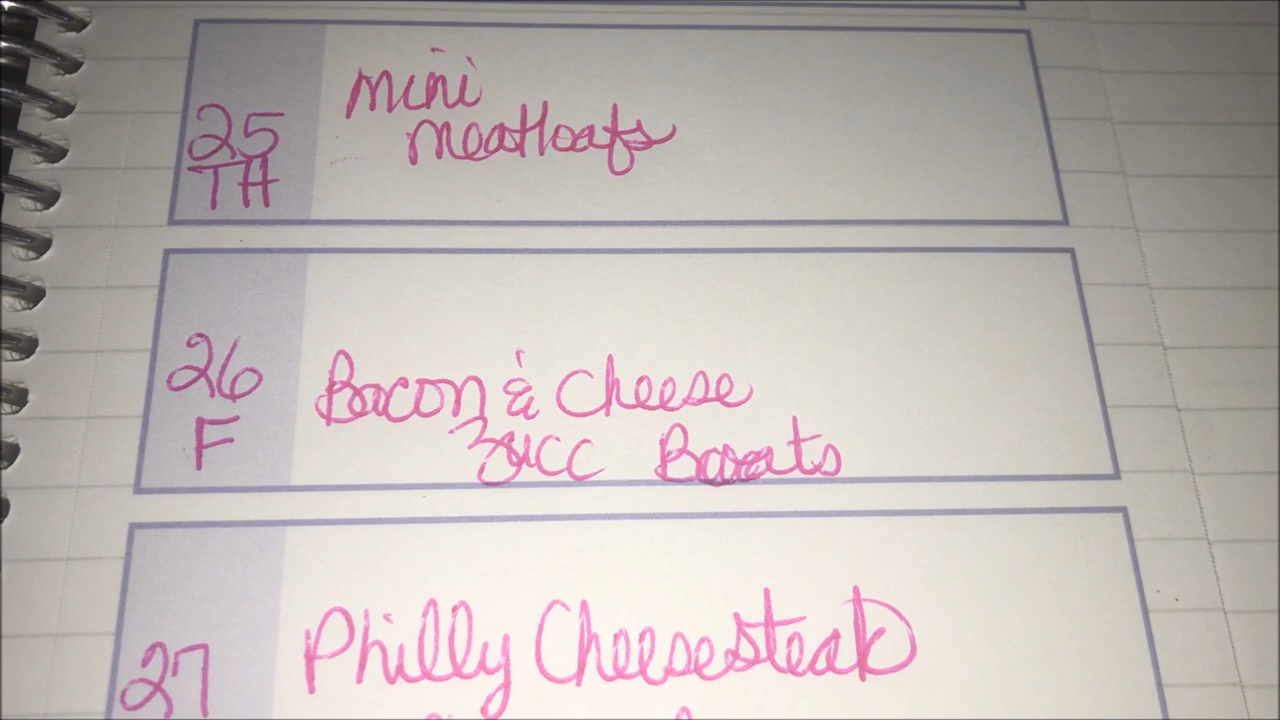 25
TH
Mini
Meatloafs
26
F
Bacon & Cheese
Zucc Boats
27
Philly Cheesesteak